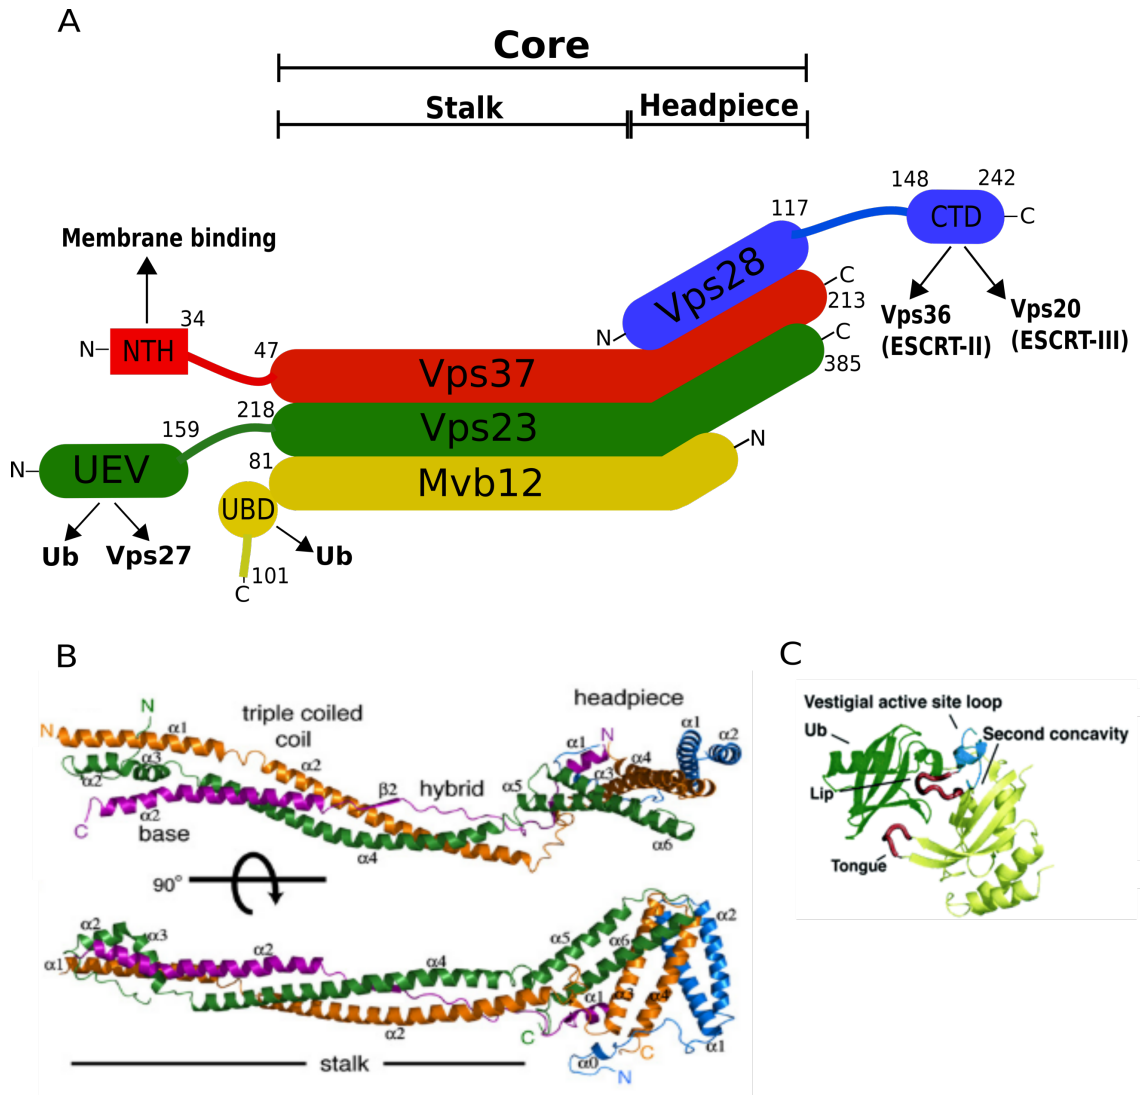 A
Core
Stalk
Headpiece
148
242
117
CTD
C
Membrane binding
Vps28
C
34
213
Vps36
(ESCRT-II)
Vps20
(ESCRT-III)
N
NTH
N
C
47
385
Vps37
218
Vps23
159
N
81
N
UEV
Mvb12
UBD
Ub
Vps27
Ub
101
C
B
C
N
triple coiled
coil
headpiece
N
α1
N
α1
α2
α3
α2
α2
α1
α4
α3
β2
hybrid
α5
C
α2
base
α4
α6
90°
α2
α3
α1
α2
α4
α5
α6
α2
α2
α1
α3
α4
C
C
α1
α0
N
stalk
Vestigial active site loop
Ub
Second concavity
Lip
Tongue